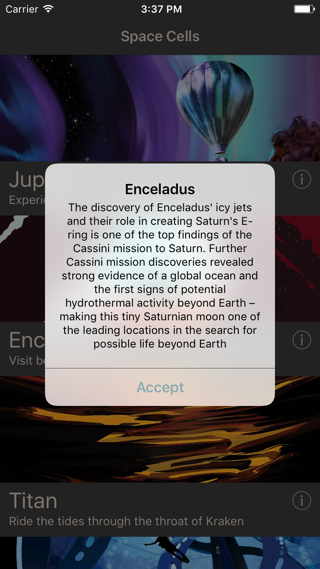 Carrier 3:37 PM
Space Cells
Jup
Experie
Enceladus
The discovery of Enceladus' icy jets
and their role in creating Saturn's E-
ring is one of the top findings of the
Cassini mission to Saturn. Further
Cassini mission discoveries revealed
strong evidence of a global ocean and
the first signs of potential
hydrothermal activity beyond Earth –
making this tiny Saturnian moon one of
the leading locations in the search for
possible life beyond Earth
Accept
Enc
Visit be
Titan
Ride the tides through the throat of Kraken